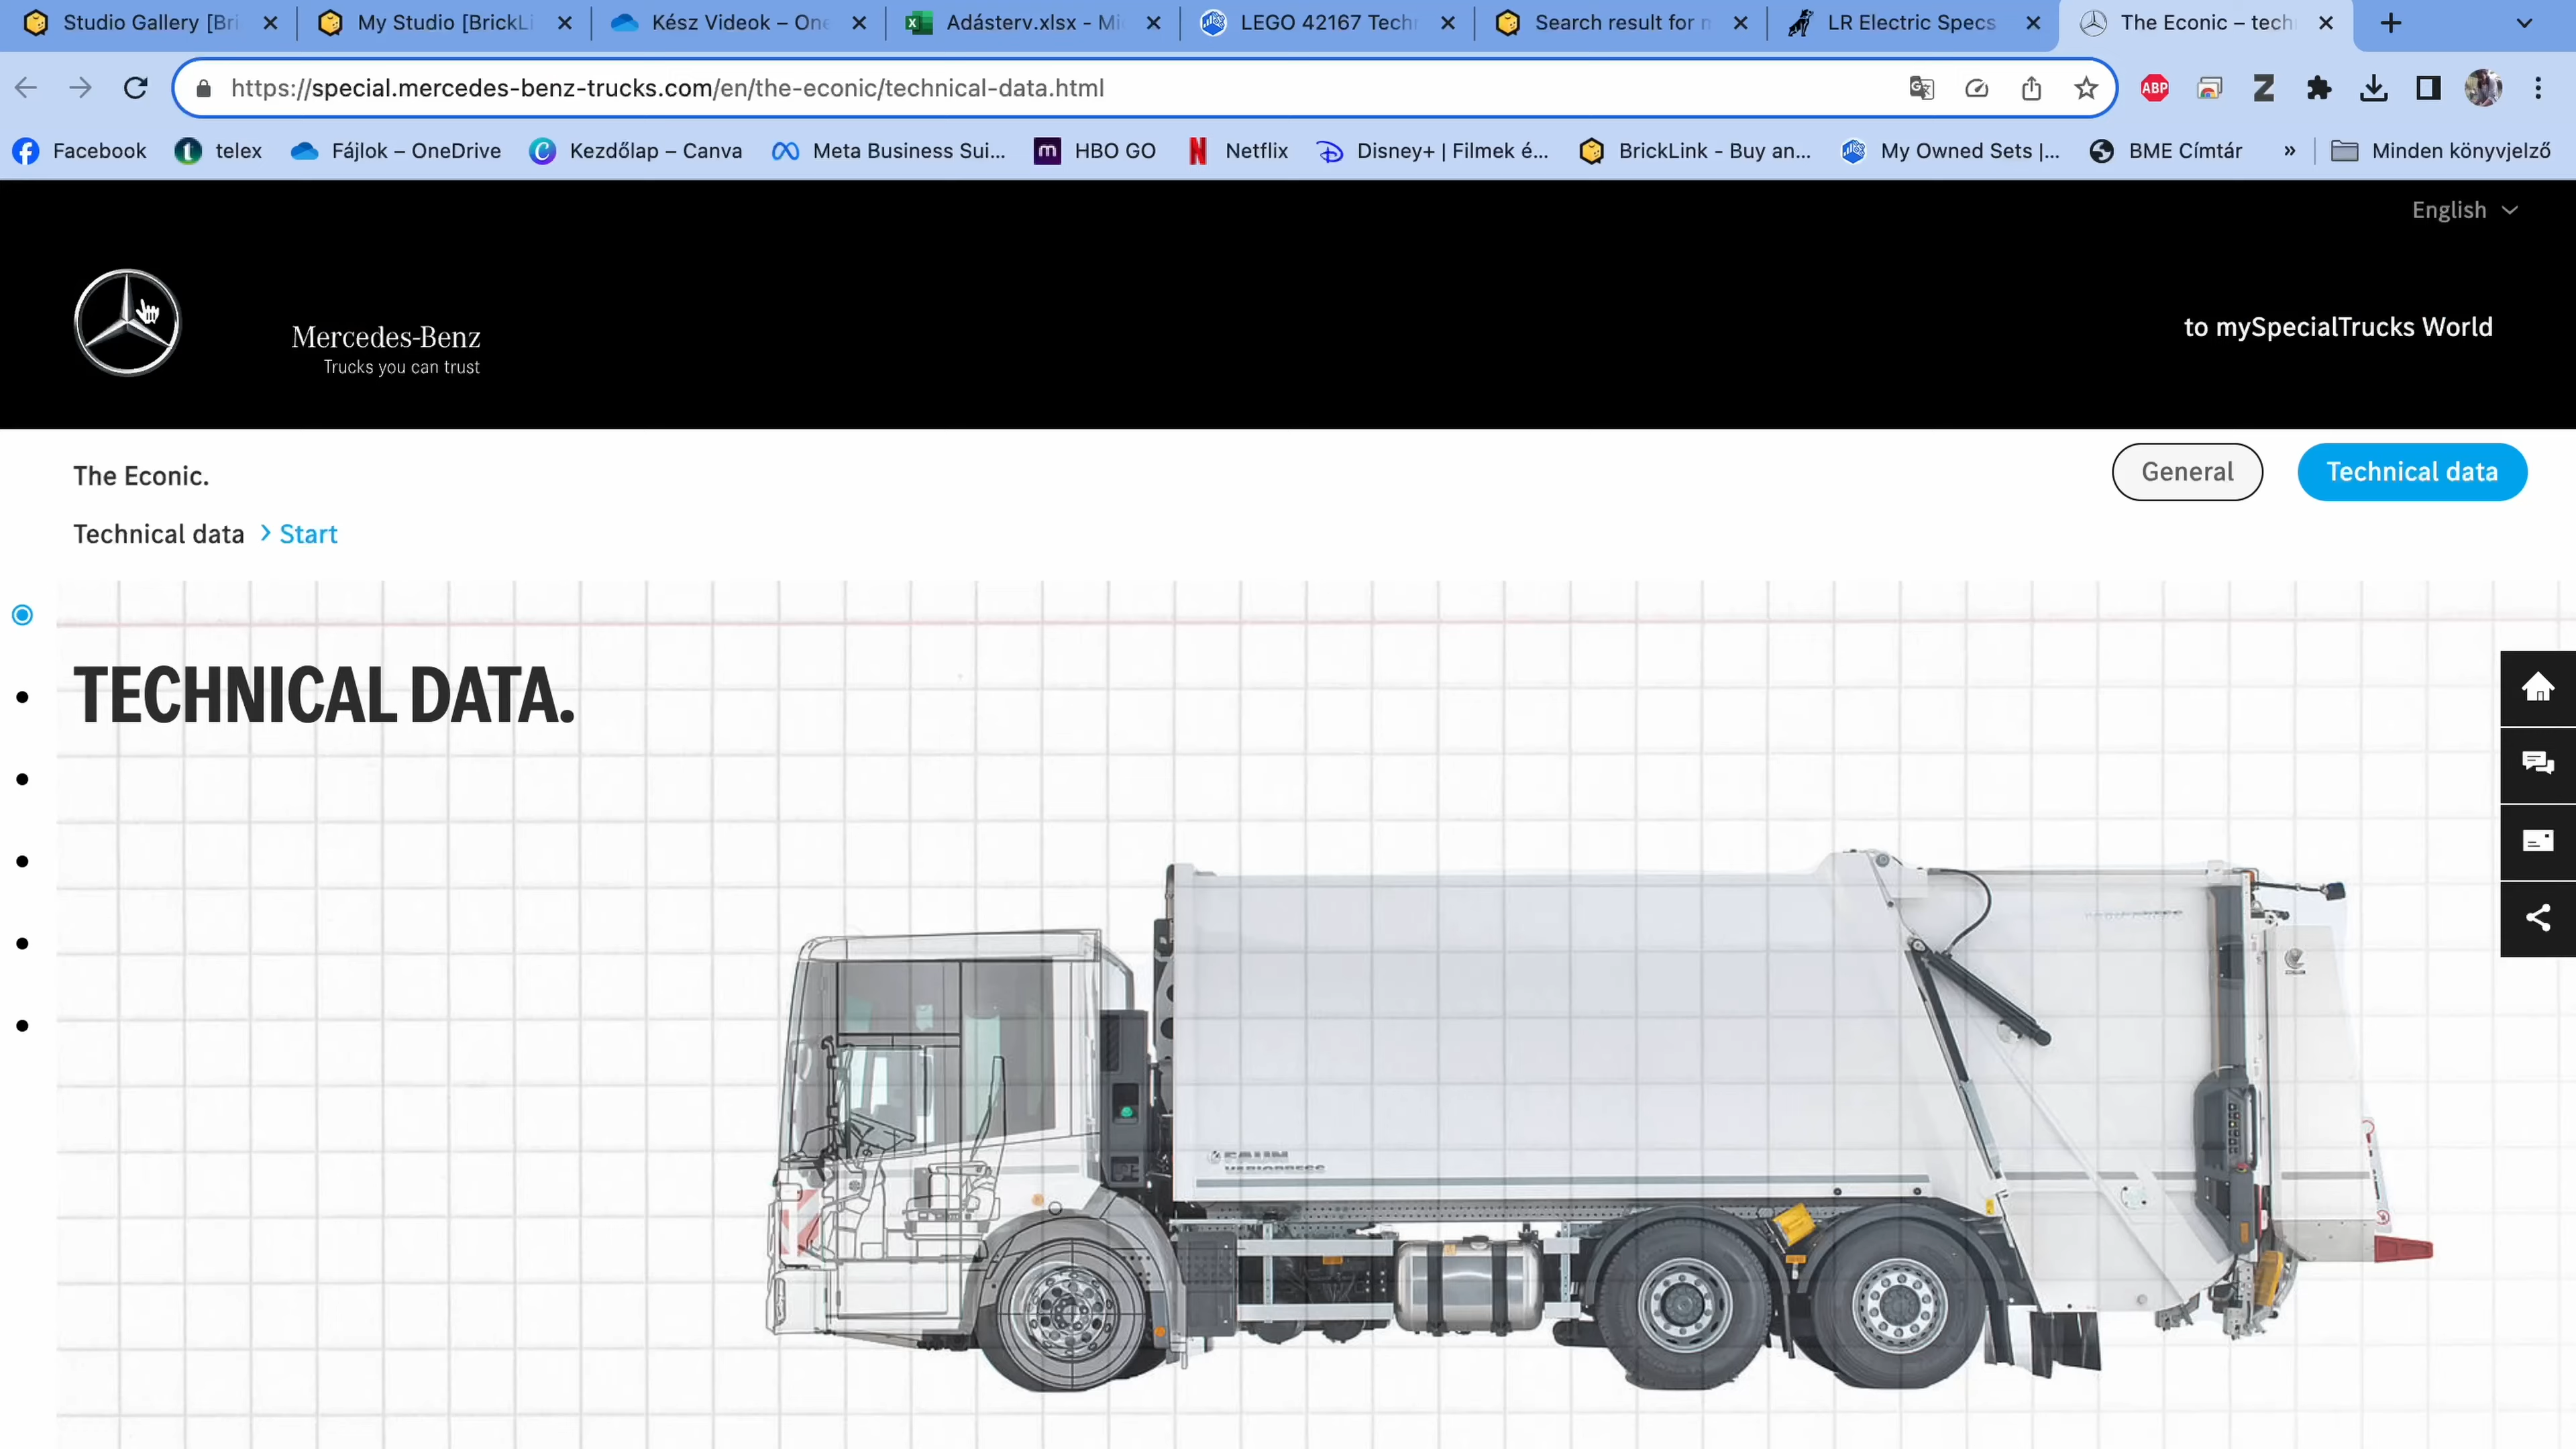 Studio Gallery [Bri
My Studio [BrickLi
Kész Videok – One
Adásterv.xlsx - Mi
LEGO 42167 Techn
Search result for m
LR Electric Specs
The Econic – tech
https://special.mercedes-benz-trucks.com/en/the-econic/technical-data.html
ABP
Facebook
telex
Fájlok – OneDrive
Kezdőlap – Canva
Meta Business Sui...
HBO GO
Netflix
Disney+ | Filmek é...
BrickLink - Buy an...
My Owned Sets |...
BME Címtár
»
Minden könyvjelző
English
Mercedes-Benz
Trucks you can trust
to mySpecialTrucks World
The Econic.
General
Technical data
Technical data > Start
TECHNICAL DATA.
FAUN
VARIOPRESS